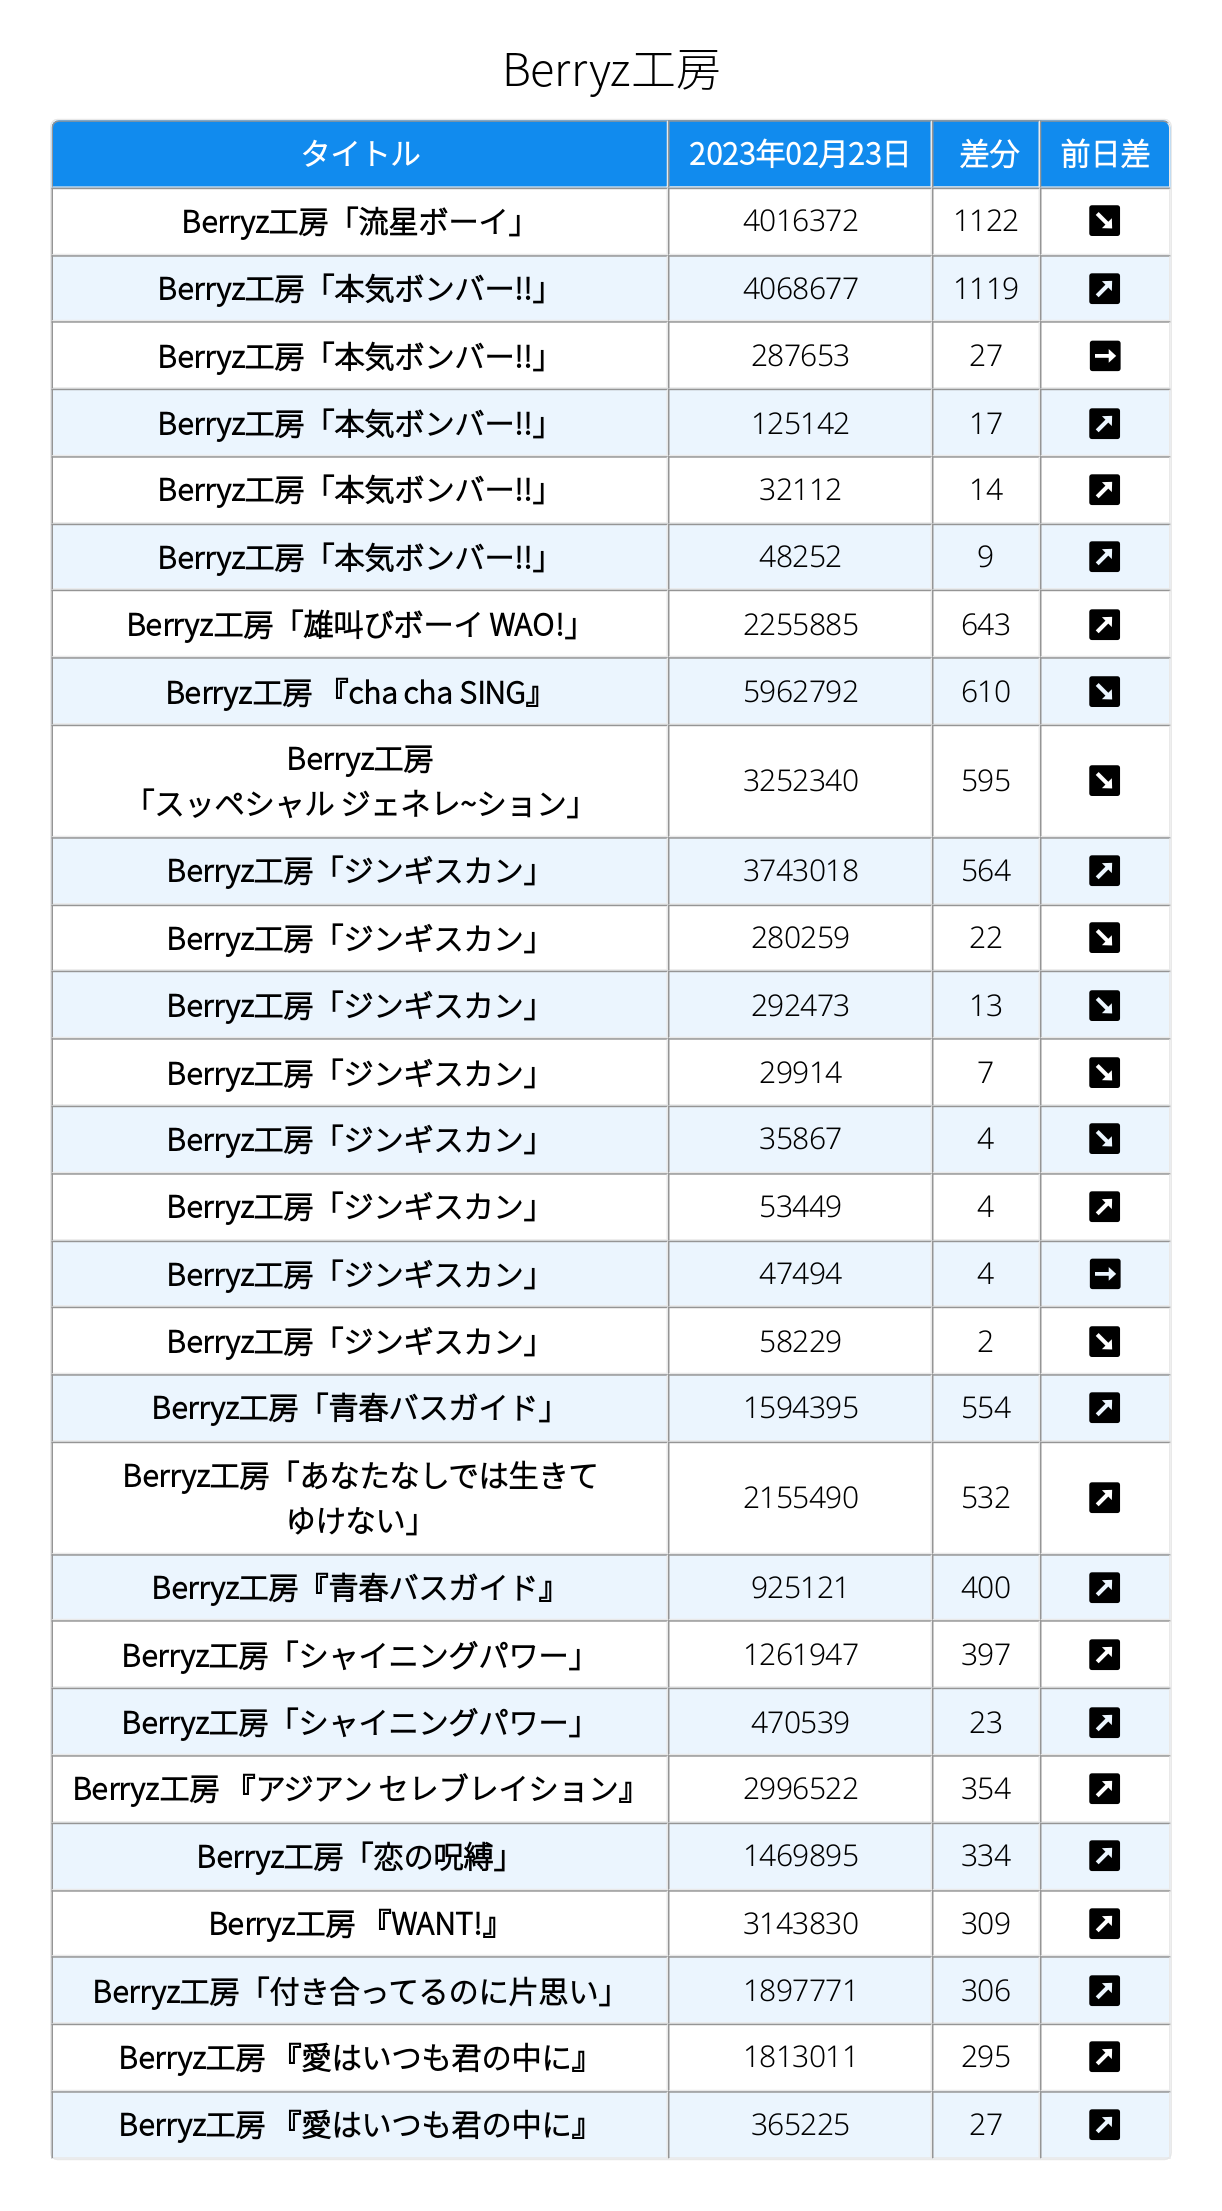 Berryz工房
タイトル 2023年02月23日 差分 前日差
Berryz工房「流星ボーイ」 4016372 1122 ↘
Berryz工房「本気ボンバー!!」 4068677 1119 ↗
Berryz工房「本気ボンバー!!」 287653 27 →
Berryz工房「本気ボンバー!!」 125142 17 ↗
Berryz工房「本気ボンバー!!」 32112 14 ↗
Berryz工房「本気ボンバー!!」 48252 9 ↗
Berryz工房「雄叫びボーイ WAO!」 2255885 643 ↗
Berryz工房 『cha cha SING』 5962792 610 ↘
Berryz工房
「スッペシャル ジェネレ~ション」 3252340 595 ↘
Berryz工房「ジンギスカン」 3743018 564 ↗
Berryz工房「ジンギスカン」 280259 22 ↘
Berryz工房「ジンギスカン」 292473 13 ↘
Berryz工房「ジンギスカン」 29914 7 ↘
Berryz工房「ジンギスカン」 35867 4 ↘
Berryz工房「ジンギスカン」 53449 4 ↗
Berryz工房「ジンギスカン」 47494 4 →
Berryz工房「ジンギスカン」 58229 2 ↘
Berryz工房「青春バスガイド」 1594395 554 ↗
Berryz工房「あなたなしでは生きて
ゆけない」 2155490 532 ↗
Berryz工房『青春バスガイド』 925121 400 ↗
Berryz工房「シャイニングパワー」 1261947 397 ↗
Berryz工房「シャイニングパワー」 470539 23 ↗
Berryz工房 『アジアン セレブレイション』 2996522 354 ↗
Berryz工房「恋の呪縛」 1469895 334 ↗
Berryz工房 『WANT!』 3143830 309 ↗
Berryz工房「付き合ってるのに片思い」 1897771 306 ↗
Berryz工房 『愛はいつも君の中に』 1813011 295 ↗
Berryz工房 『愛はいつも君の中に』 365225 27 ↗